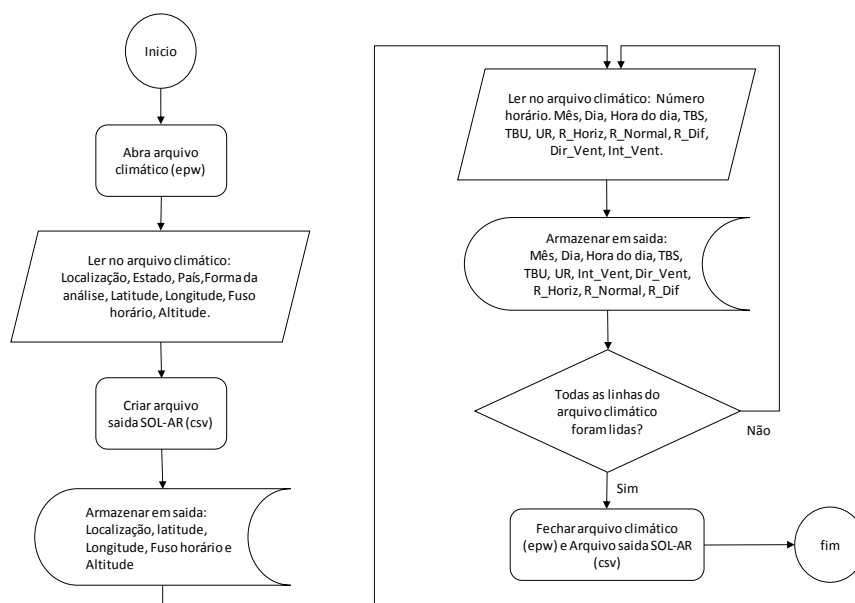 Inicio
Abra arquivo
climático (epw)
Ler no arquivo climático:
Localização, Estado, País,Forma da
análise, Latitude, Longitude, Fuso
horário, Altitude.
Criar arquivo
saida SOL-AR (csv)
Armazenar em saida:
Localização, latitude,
Longitude, Fuso horário e
Altitude
Ler no arquivo climático: Número
horário. Mês, Dia, Hora do dia, TBS,
TBU, UR, R_Horiz, R_Normal, R_Dif,
Dir_Vent, Int_Vent.
Armazenar em saida:
Mês, Dia, Hora do dia, TBS,
TBU, UR, Int_Vent, Dir_Vent,
R_Horiz, R_Normal, R_Dif
Todas as linhas do
arquivo climático
foram lidas?
Não
Sim
Fechar arquivo climático
(epw) e Arquivo saida SOL-AR
(csv)
fim